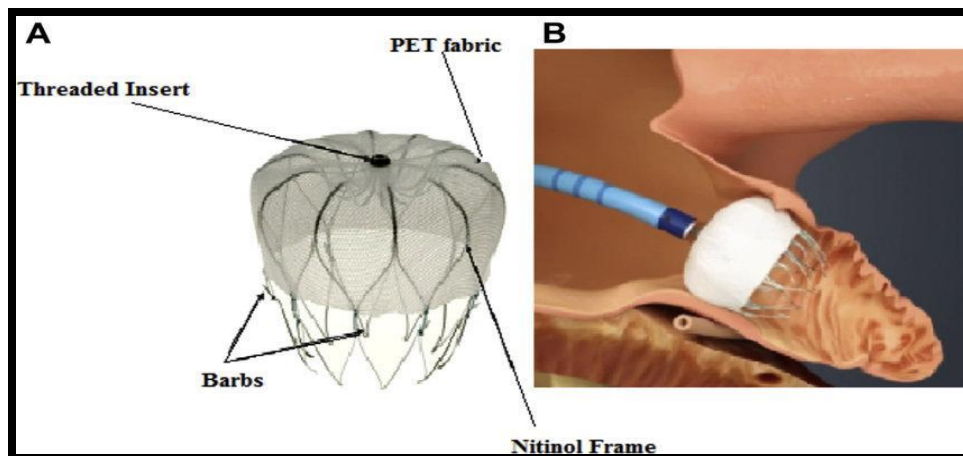 A
PET fabric
B
Threaded Insert
Barbs
Nitinol Frame